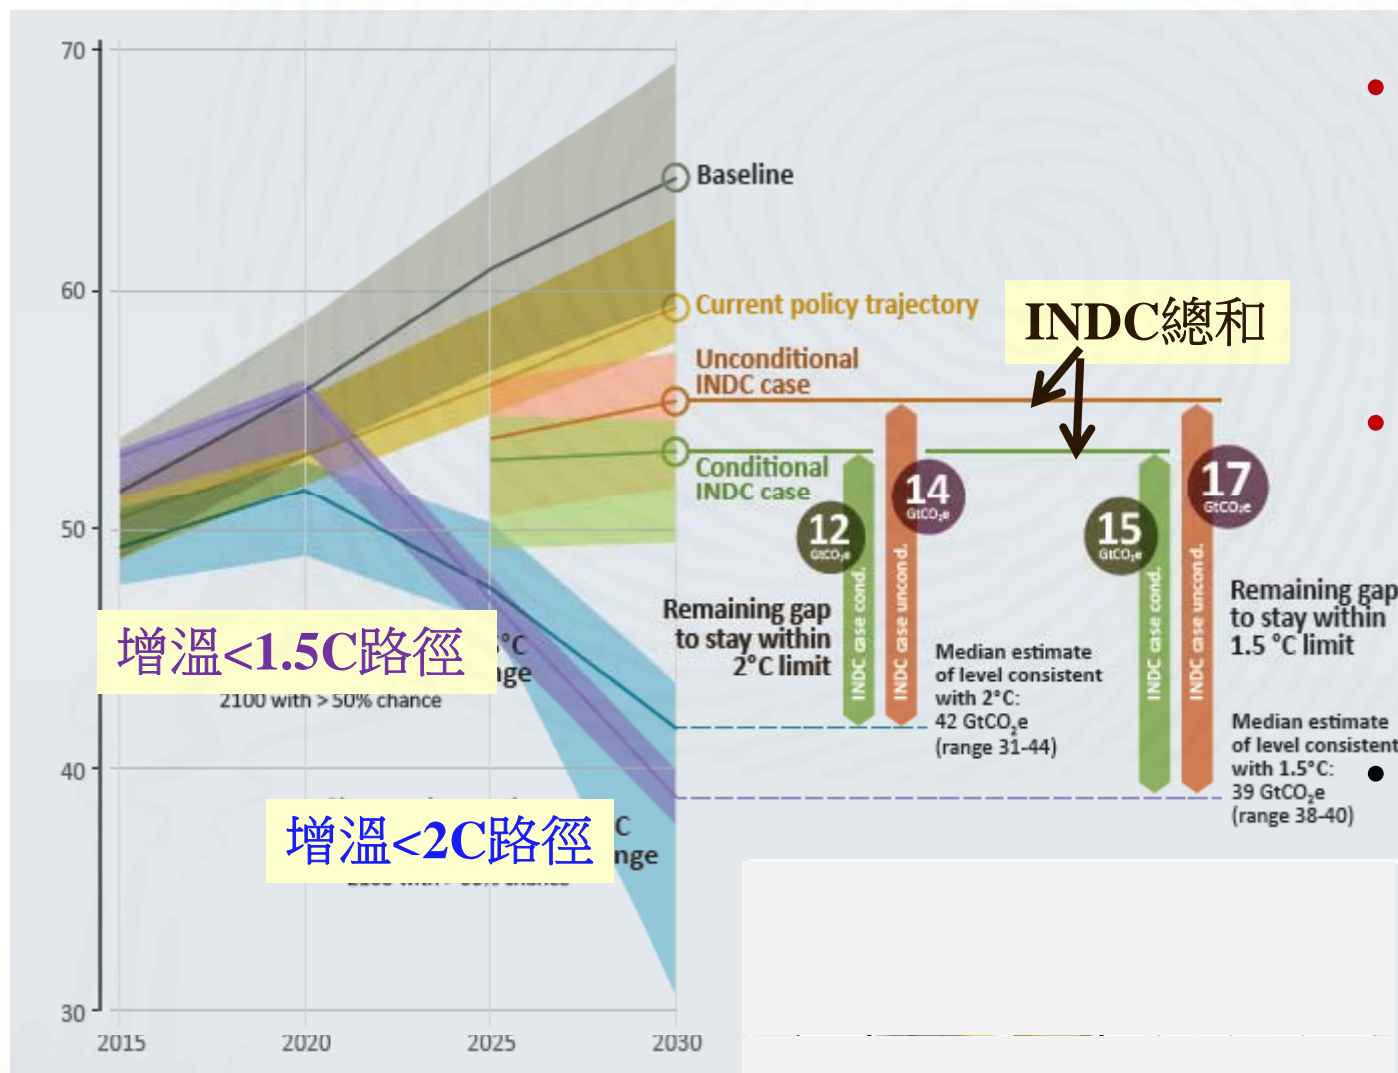 70
60
50
40
30
2015
2020
2025
2030
Baseline
Current policy trajectory
Unconditional
INDC case
Conditional
INDC case
INDC總和
12
GtCO₂e
14
GtCO₂e
15
GtCO₂e
17
GtCO₂e
INDC case cond.
INDC case uncond.
INDC case cond.
INDC case uncond.
Remaining gap
to stay within
2°C limit
Median estimate
of level consistent
with 2°C:
42 GtCO₂e
(range 31-44)
Remaining gap
to stay within
1.5 °C limit
Median estimate
of level consistent
with 1.5°C:
39 GtCO₂e
(range 38-40)
增溫<1.5C路徑
2100 with > 50% chance
增溫<2C路徑